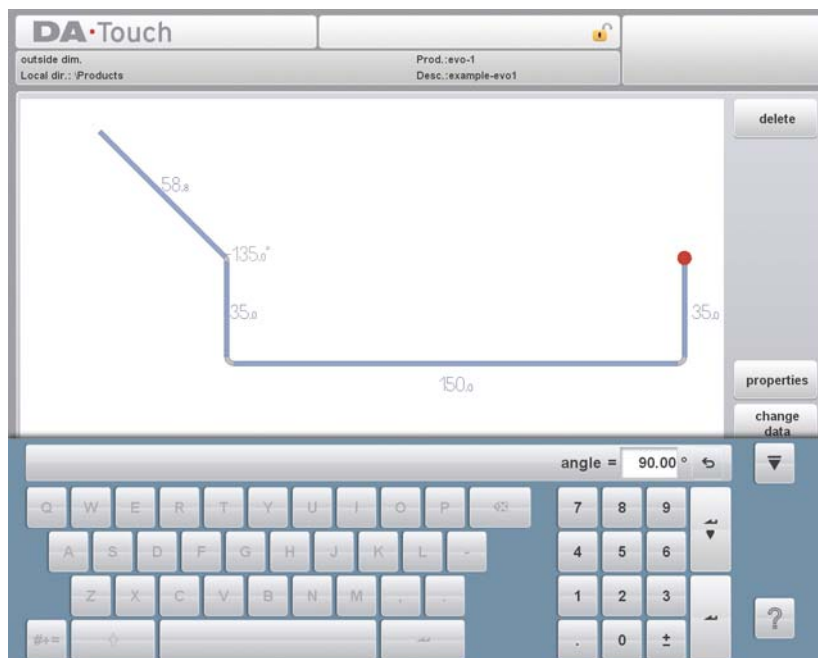 DA·Touch
outside dim.
Local dir.: \Products
Prod.:evo-1
Desc.:example-evo1
delete
58.8
-135.0°
35.0
35.0
150.0
properties
change
data
angle = 90.00 °
Q W E R T Y U I O P
7 8 9
A S D F G H J K L -
4 5 6
Z X C V B N M , .
1 2 3
?
#+=
. 0 ±